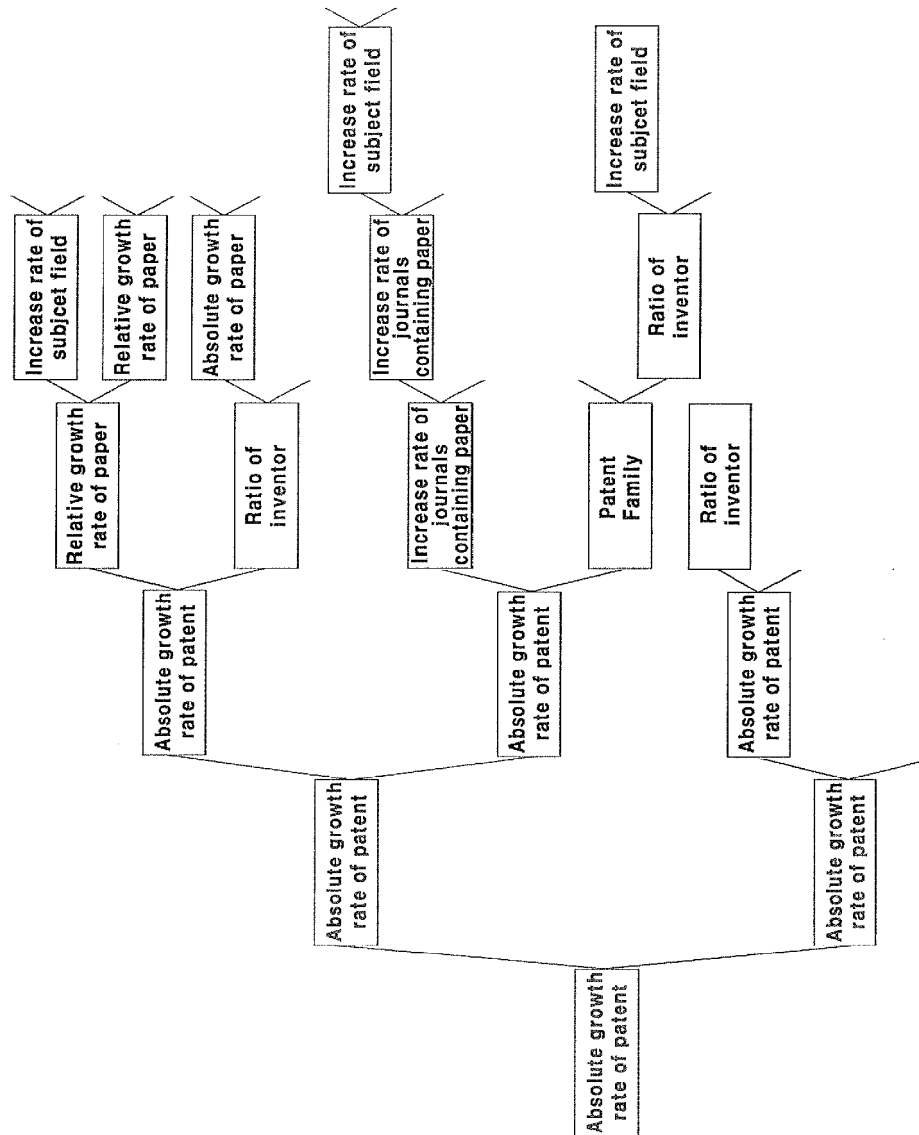 Increase rate of
subject field
Increase rate of
subjcet field
Increase rate of
subjcet field
Relative growth
rate of paper
Absolute growth
rate of paper
Increase rate of
journals
containing paper
Ratio of
inventor
Relative growth
rate of paper
Ratio of
inventor
Increase rate of
journals
containing paper
Patent
Family
Ratio of
inventor
Absolute growth
rate of patent
Absolute growth
rate of patent
Absolute growth
rate of patent
Absolute growth
rate of patent
Absolute growth
rate of patent
Absolute growth
rate of patent